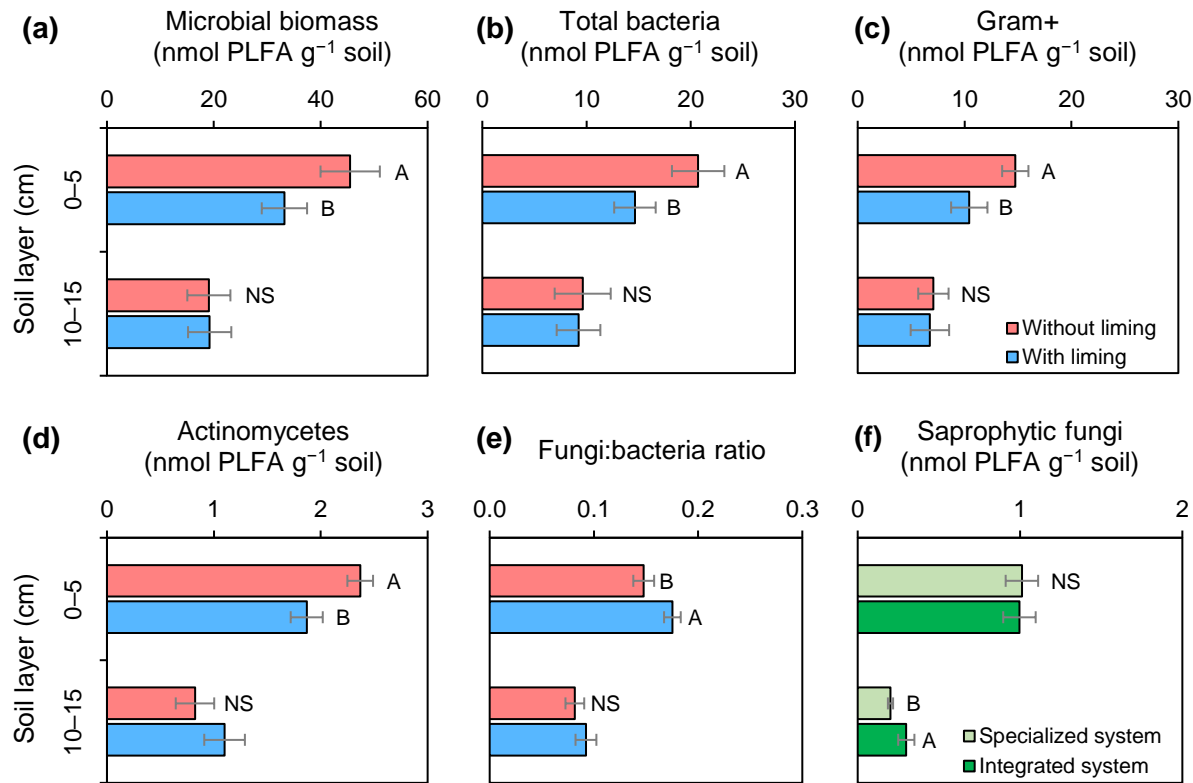 (a)
Microbial biomass
(nmol PLFA g⁻¹ soil)
0 20 40 60
Soil layer (cm)
0–5
A
B
10–15
NS
(b)
Total bacteria
(nmol PLFA g⁻¹ soil)
0 10 20 30
A
B
NS
(c)
Gram+
(nmol PLFA g⁻¹ soil)
0 10 20 30
A
B
NS
Without liming
With liming
(d)
Actinomycetes
(nmol PLFA g⁻¹ soil)
0 1 2 3
Soil layer (cm)
0–5
A
B
10–15
NS
(e)
Fungi:bacteria ratio
0.0 0.1 0.2 0.3
B
A
NS
(f)
Saprophytic fungi
(nmol PLFA g⁻¹ soil)
0 1 2
NS
B
A
Specialized system
Integrated system